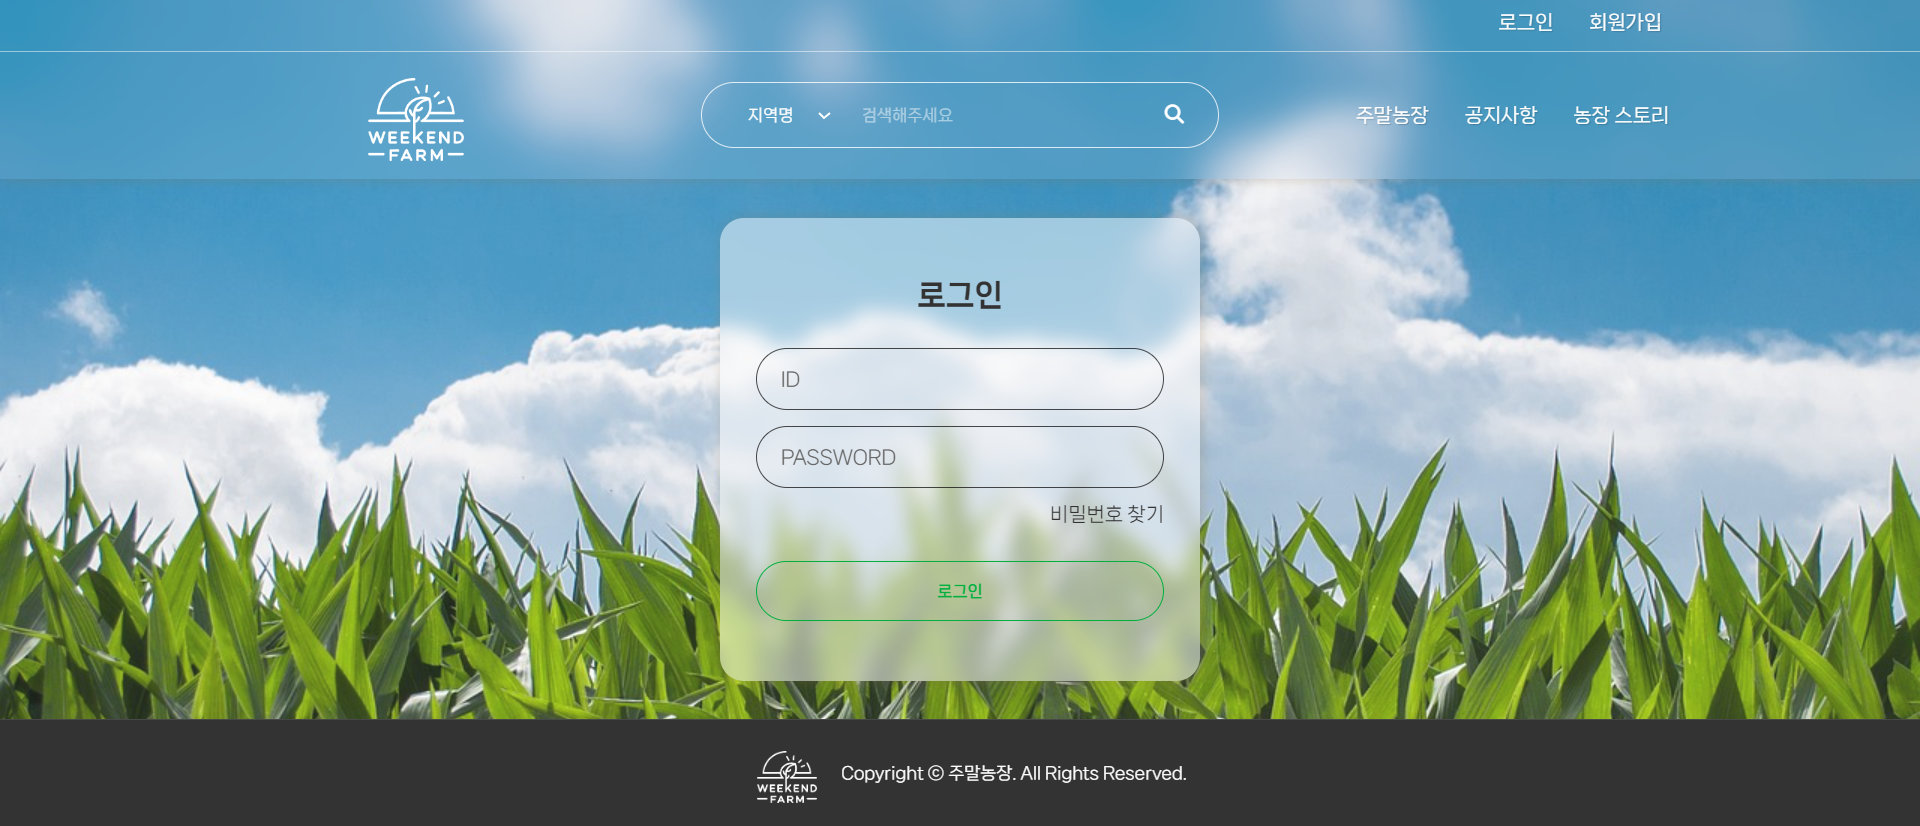 로그인 회원가입
WEEKEND
FARM
지역명 검색해주세요
주말농장 공지사항 농장 스토리
로그인
ID
PASSWORD
비밀번호 찾기
로그인
WEEKEND
FARM
Copyright © 주말농장. All Rights Reserved.